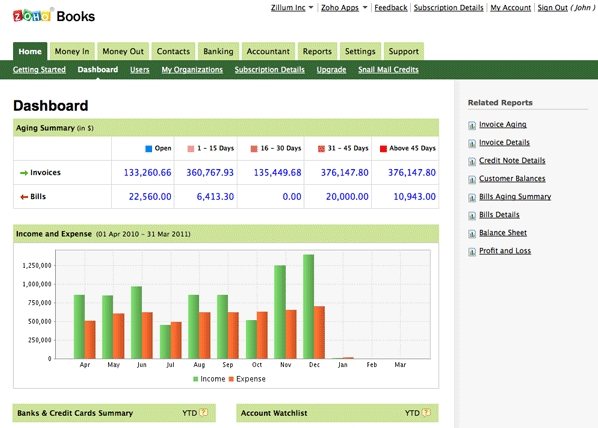 ZOHO Books
Zillum Inc Zoho Apps Feedback Subscription Details My Account Sign Out ( John )
Home Money In Money Out Contacts Banking Accountant Reports Settings Support
Getting Started Dashboard Users My Organizations Subscription Details Upgrade Snail Mail Credits
Dashboard
Aging Summary (in $)
Open 1 - 15 Days 16 - 30 Days 31 - 45 Days Above 45 Days
Invoices 133,260.66 360,767.93 135,449.68 376,147.80 376,147.80
Bills 22,560.00 6,413.30 0.00 20,000.00 10,943.00
Income and Expense (01 Apr 2010 - 31 Mar 2011)
1,250,000
1,000,000
750,000
500,000
250,000
0
Apr May Jun Jul Aug Sep Oct Nov Dec Jan Feb Mar
Income Expense
Banks & Credit Cards Summary YTD ?
Account Watchlist YTD ?
Related Reports
Invoice Aging
Invoice Details
Credit Note Details
Customer Balances
Bills Aging Summary
Bills Details
Balance Sheet
Profit and Loss